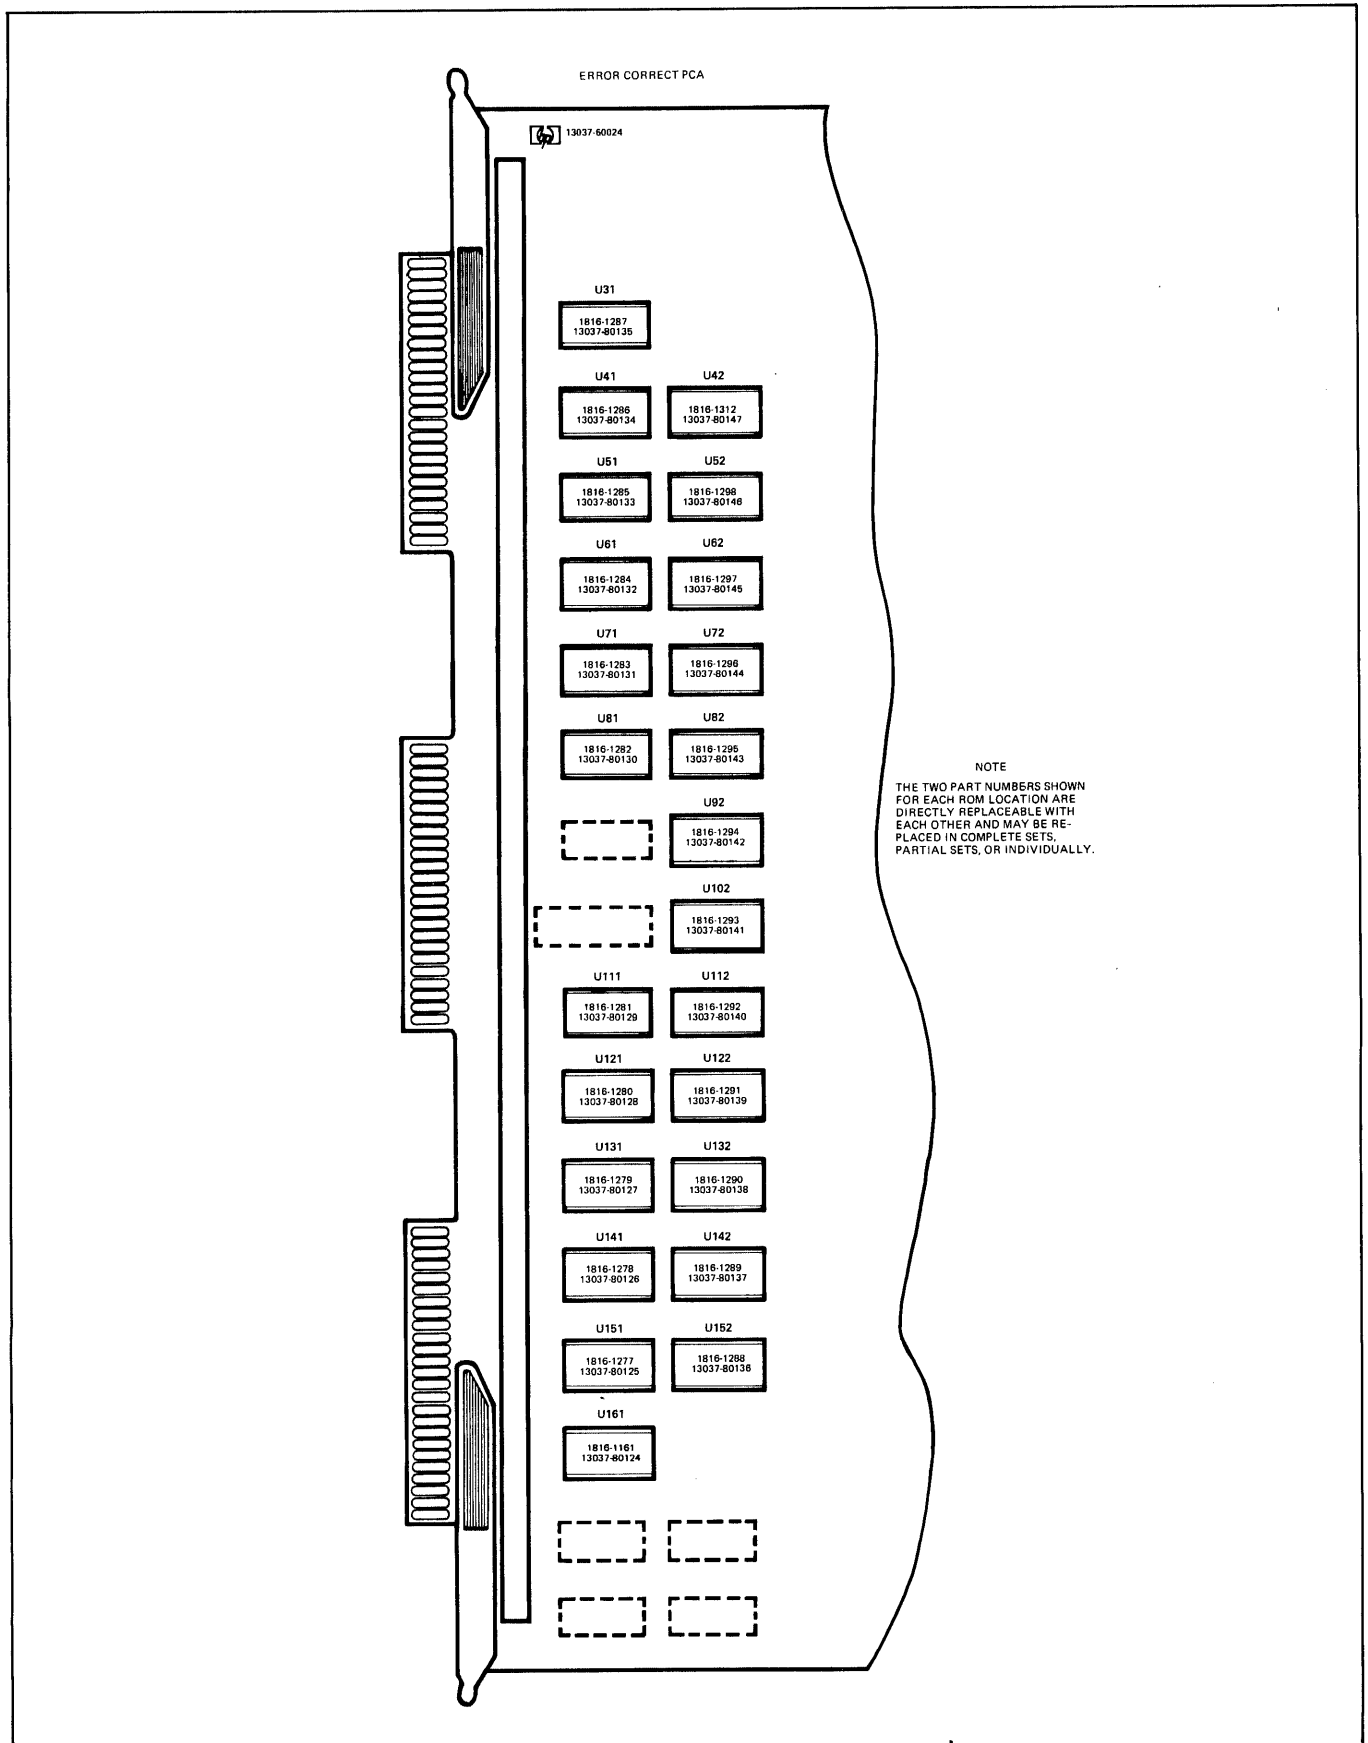 ERROR CORRECT PCA
13037-60024
U31
1816-1287
13037-80135
U41
1816-1286
13037-80134
U42
1816-1312
13037-80147
U51
1816-1285
13037-80133
U52
1816-1298
13037-80146
U61
1816-1284
13037-80132
U62
1816-1297
13037-80145
U71
1816-1283
13037-80131
U72
1816-1296
13037-80144
U81
1816-1282
13037-80130
U82
1816-1295
13037-80143
U92
1816-1294
13037-80142
U102
1816-1293
13037-80141
U111
1816-1281
13037-80129
U112
1816-1292
13037-80140
U121
1816-1280
13037-80128
U122
1816-1291
13037-80139
U131
1816-1279
13037-80127
U132
1816-1290
13037-80138
U141
1816-1278
13037-80126
U142
1816-1289
13037-80137
U151
1816-1277
13037-80125
U152
1816-1288
13037-80136
U161
1816-1161
13037-80124
NOTE
THE TWO PART NUMBERS SHOWN
FOR EACH ROM LOCATION ARE
DIRECTLY REPLACEABLE WITH
EACH OTHER AND MAY BE RE-
PLACED IN COMPLETE SETS,
PARTIAL SETS, OR INDIVIDUALLY.